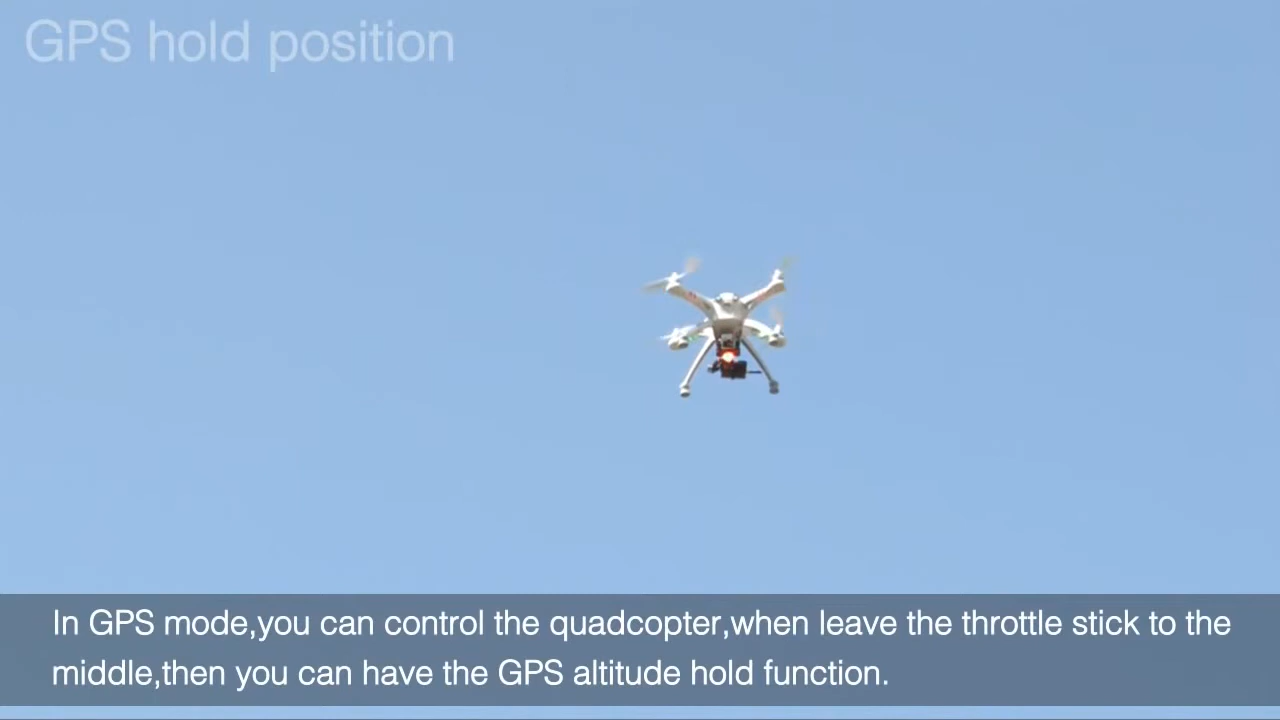 GPS hold position
In GPS mode,you can control the quadcopter,when leave the throttle stick to the
middle,then you can have the GPS altitude hold function.